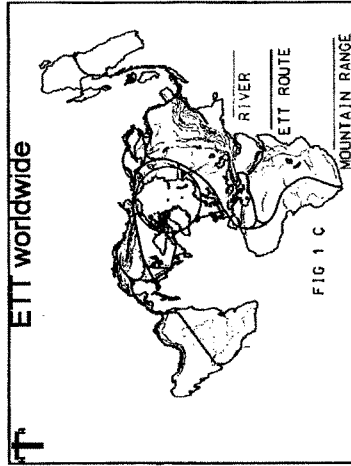 ETT worldwide
RIVER
ETT ROUTE
MOUNTAIN RANGE
FIG 1 C